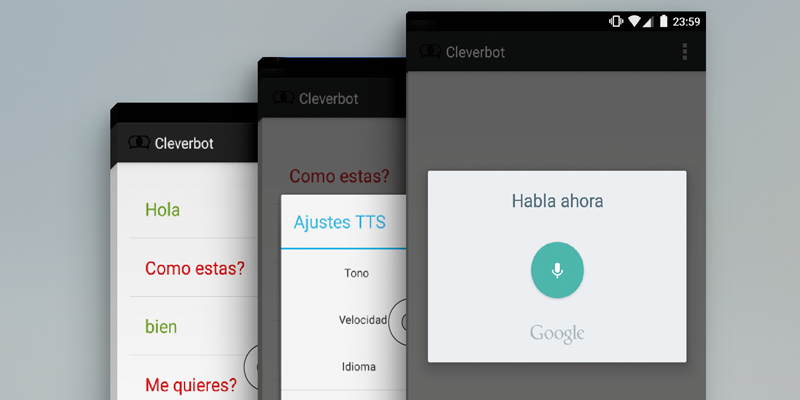 Cleverbot
Hola
Como estas?
bien
Me quieres?
Cleverbot
Como estas?
Ajustes TTS
Tono
Velocidad
Idioma
23:59
Cleverbot
Habla ahora
Google